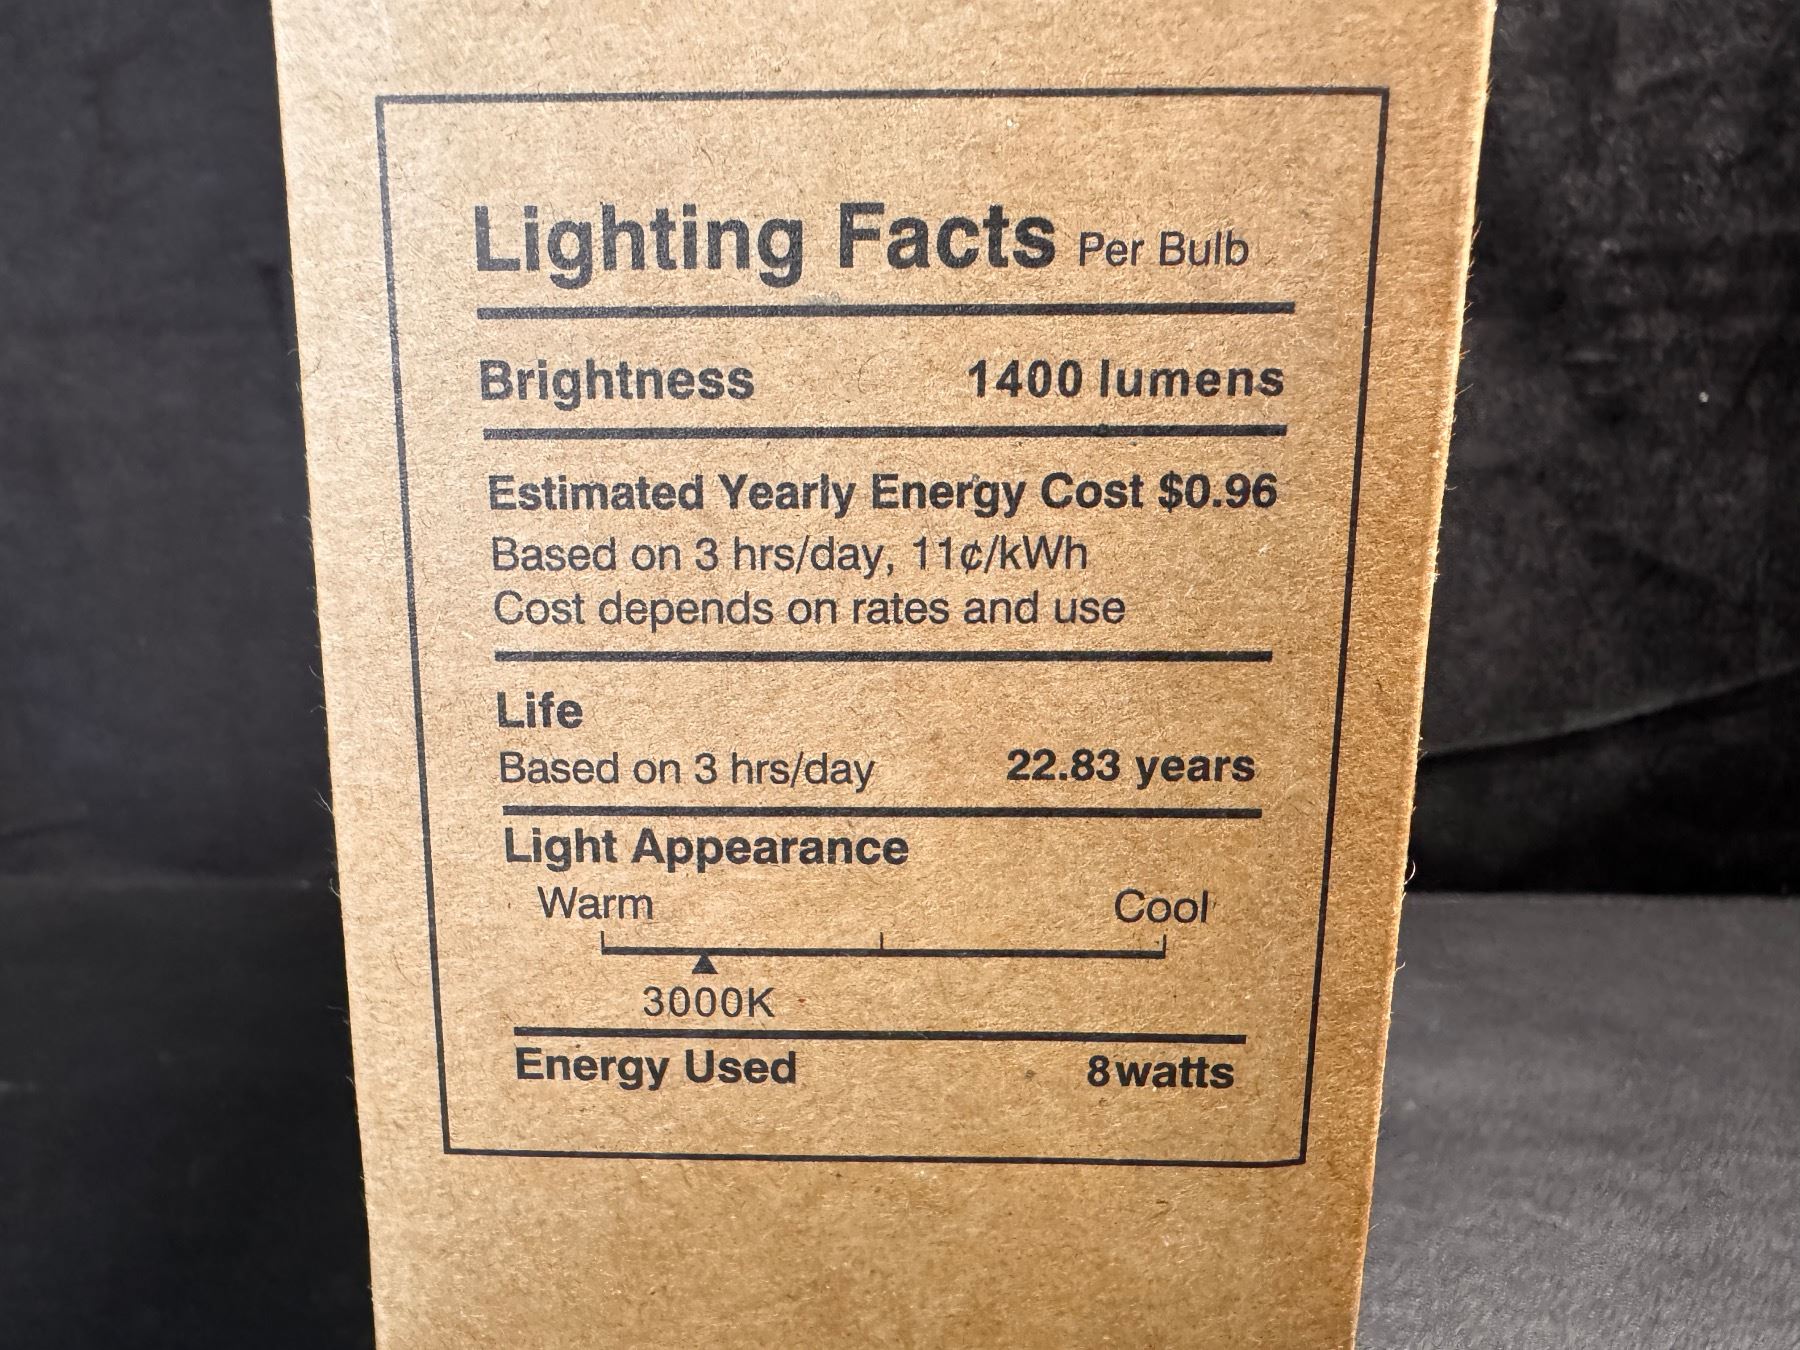 Lighting Facts Per Bulb
Brightness 1400 lumens
Estimated Yearly Energy Cost $0.96
Based on 3 hrs/day, 11¢/kWh
Cost depends on rates and use
Life
Based on 3 hrs/day 22.83 years
Light Appearance
Warm Cool
3000K
Energy Used 8watts